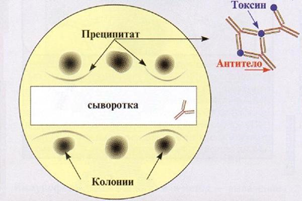 Токсин
Преципитат
Антитело
сыворотка
Колонии